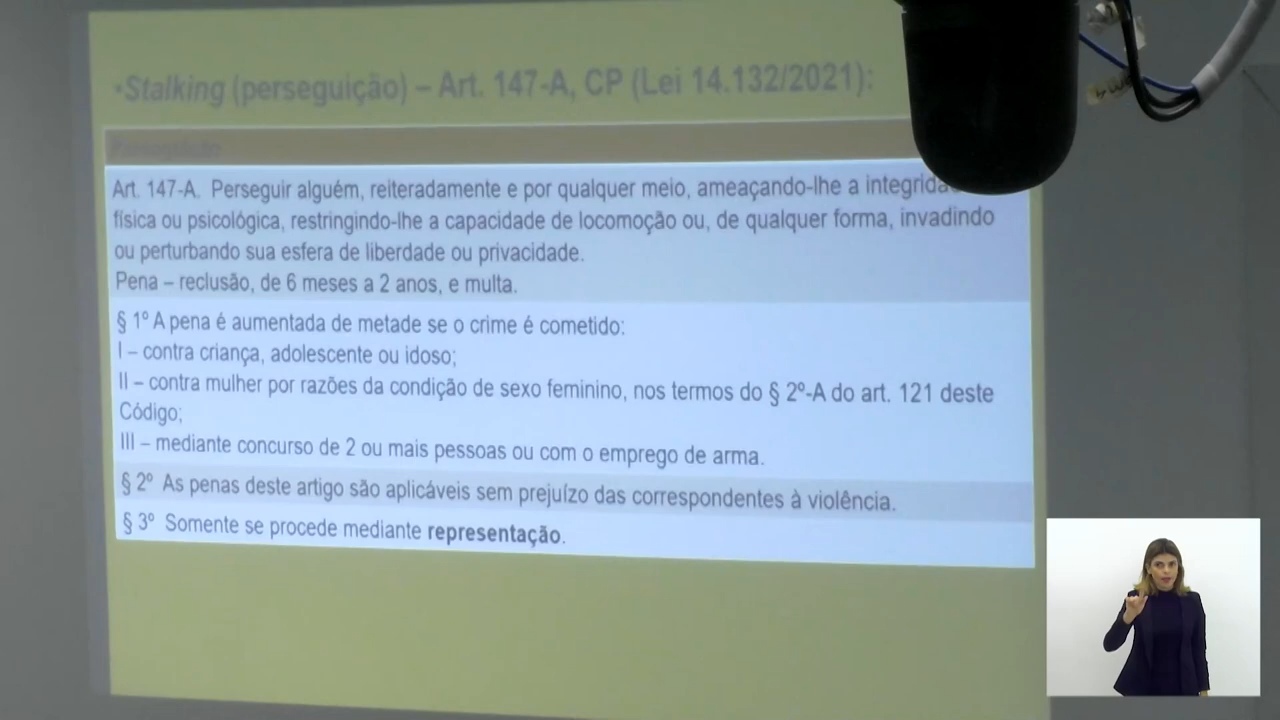 •Stalking (perseguição) – Art. 147-A, CP (Lei 14.132/2021):
Perseguição
Art. 147-A. Perseguir alguém, reiteradamente e por qualquer meio, ameaçando-lhe a
física ou psicológica, restringindo-lhe a capacidade de locomoção ou, de qualquer forma, invadindo
ou perturbando sua esfera de liberdade ou privacidade.
Pena – reclusão, de 6 meses a 2 anos, e multa.
§ 1º A pena é aumentada de metade se o crime é cometido:
I – contra criança, adolescente ou idoso;
II – contra mulher por razões da condição de sexo feminino, nos termos do § 2º-A do art. 121 deste
Código;
III – mediante concurso de 2 ou mais pessoas ou com o emprego de arma.
§ 2º As penas deste artigo são aplicáveis sem prejuízo das correspondentes à violência.
§ 3º Somente se procede mediante representação.